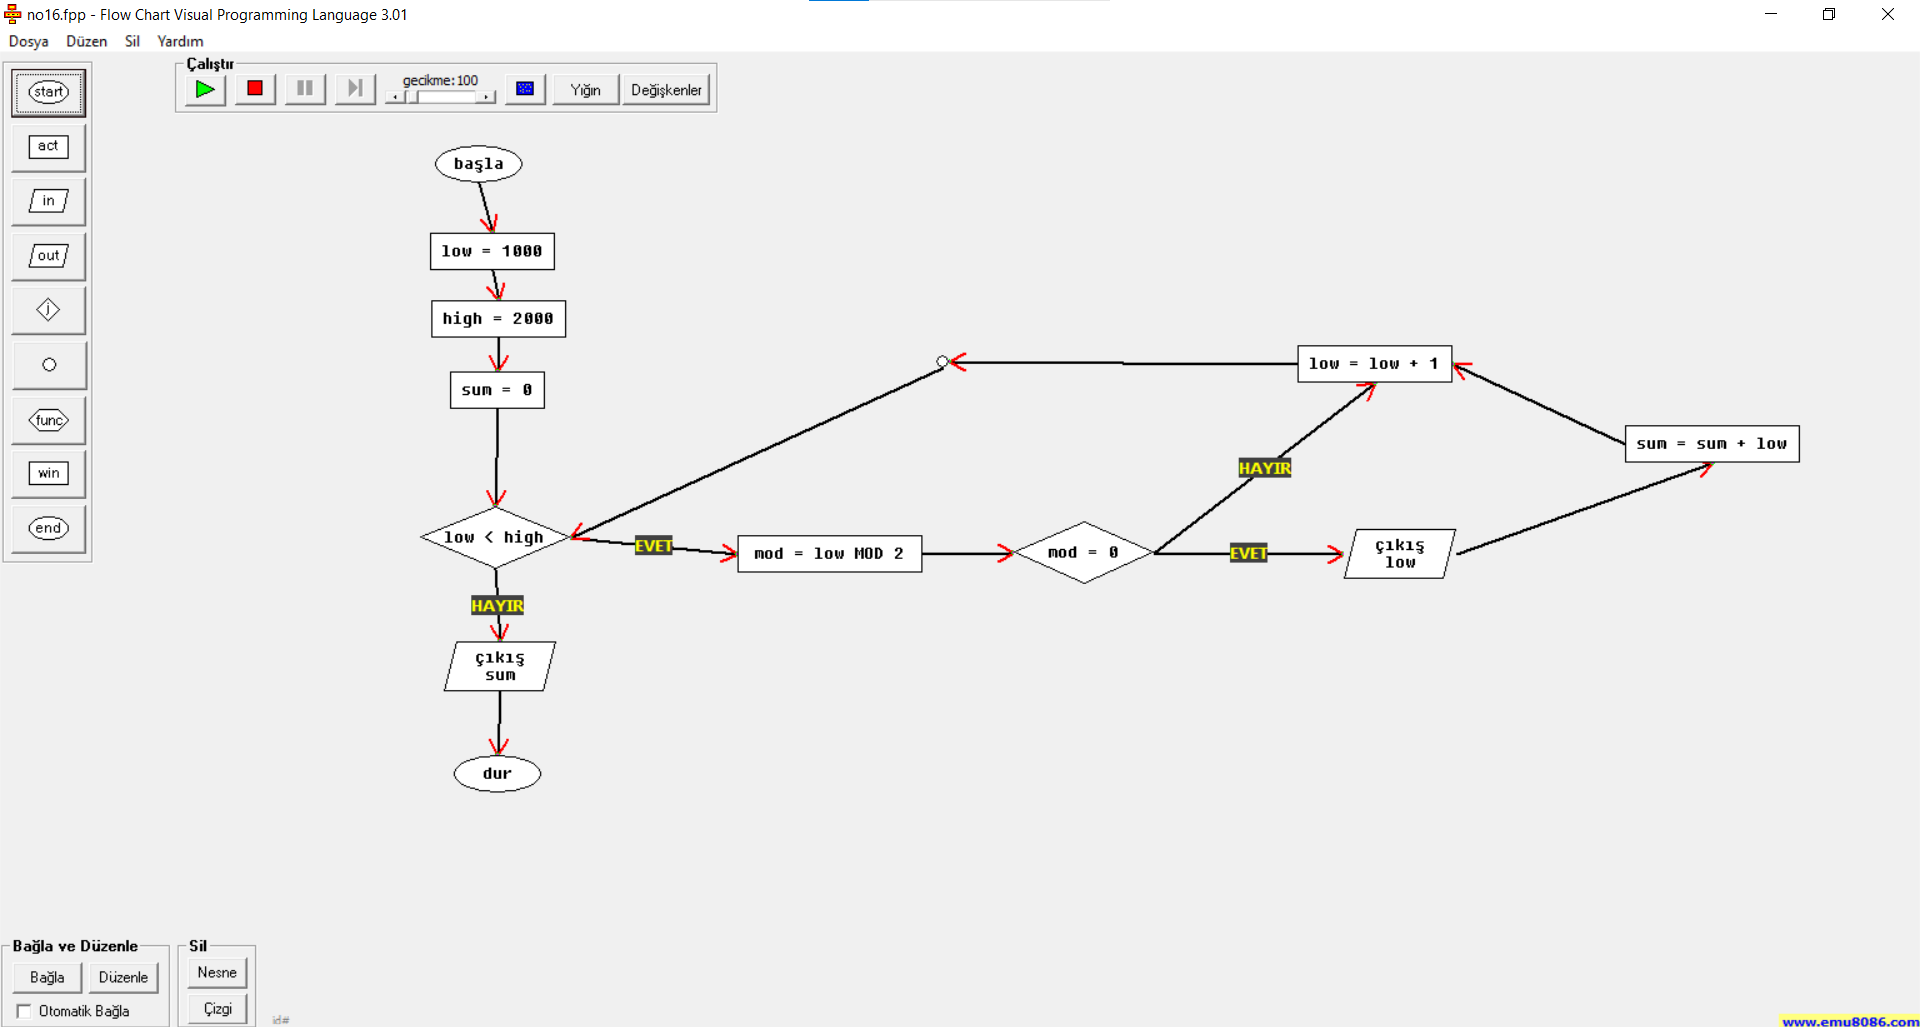 no16.fpp - Flow Chart Visual Programming Language 3.01
Dosya Düzen Sil Yardım
Çalıştır
gecikme:100
Yığın
Değişkenler
start
act
in
out
j
func
win
end
başla
low = 1000
high = 2000
sum = 0
low < high
EVET
mod = low MOD 2
mod = 0
HAYIR
EVET
çıkış
low
sum = sum + low
low = low + 1
HAYIR
çıkış
sum
dur
Bağla ve Düzenle
Bağla
Düzenle
Otomatik Bağla
Sil
Nesne
Çizgi
id#
www.emu8086.com